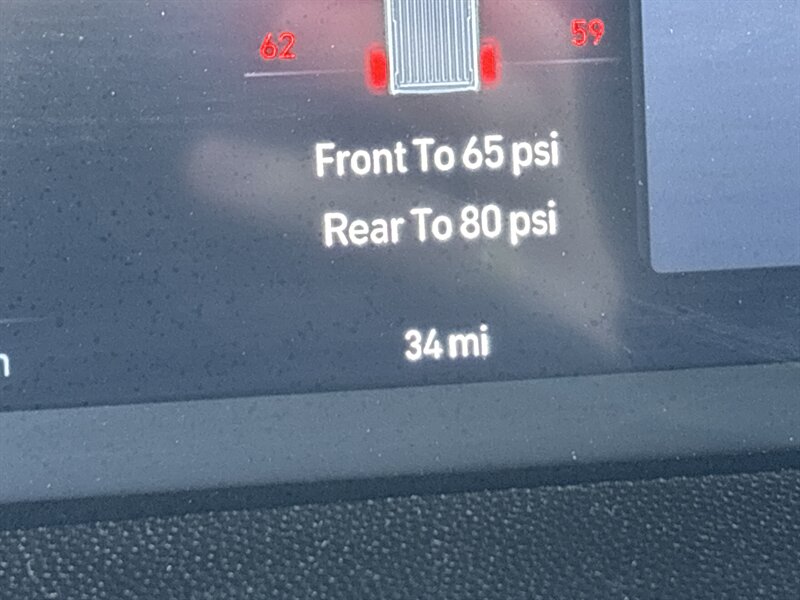 62 59
Front To 65 psi
Rear To 80 psi
34 mi